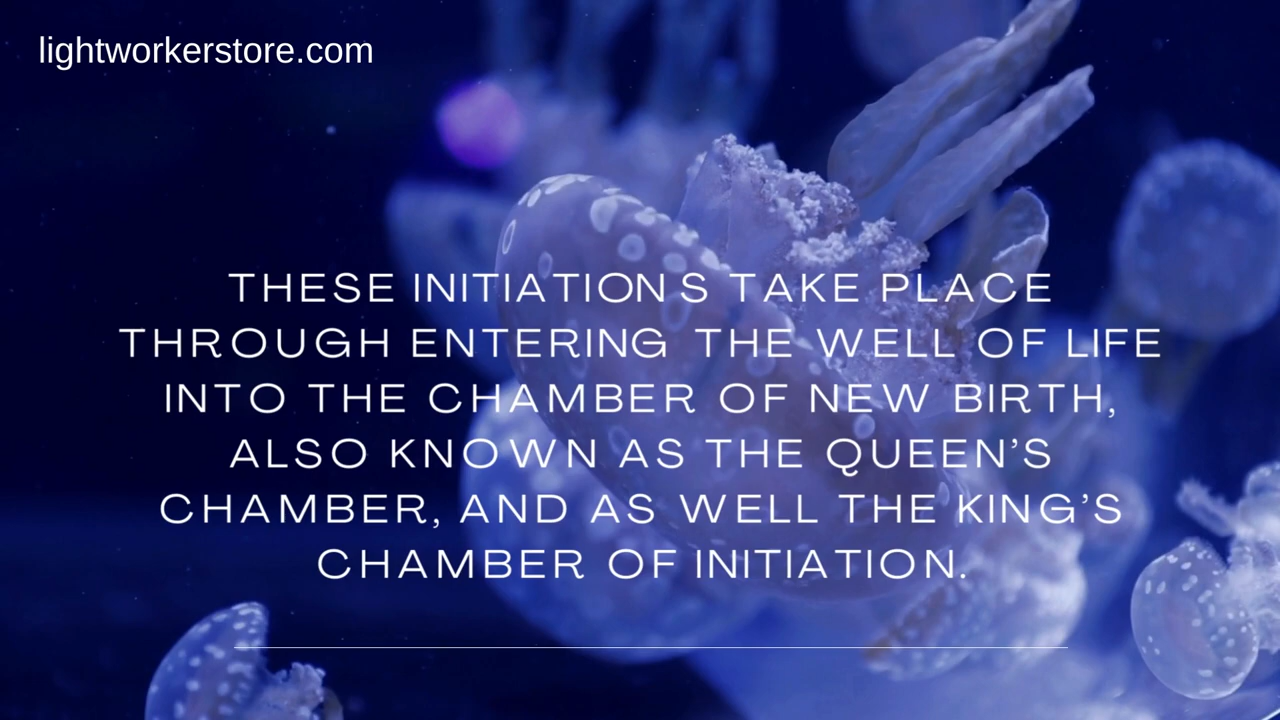 lightworkerstore.com
THESE INITIATIONS TAKE PLACE
THROUGH ENTERING THE WELL OF LIFE
INTO THE CHAMBER OF NEW BIRTH,
ALSO KNOWN AS THE QUEEN’S
CHAMBER, AND AS WELL THE KING’S
CHAMBER OF INITIATION.